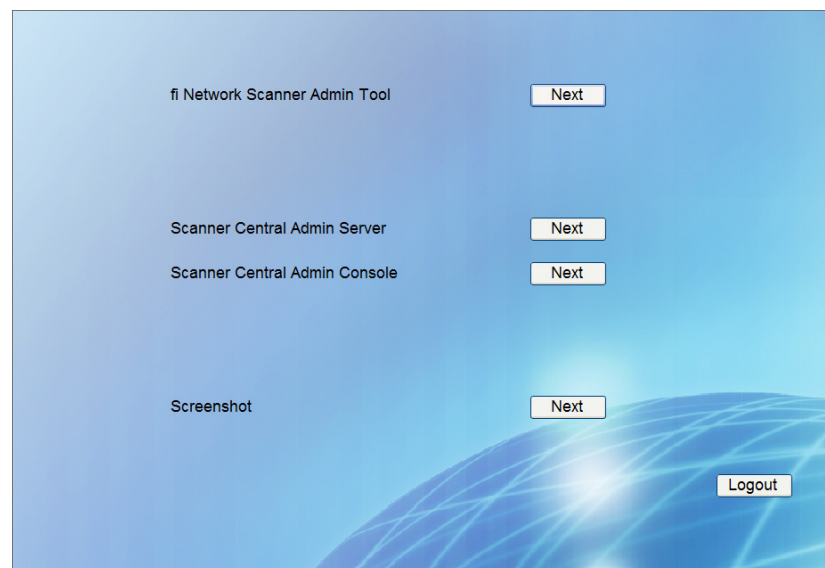 fi Network Scanner Admin Tool Next
Scanner Central Admin Server Next
Scanner Central Admin Console Next
Screenshot Next
Logout